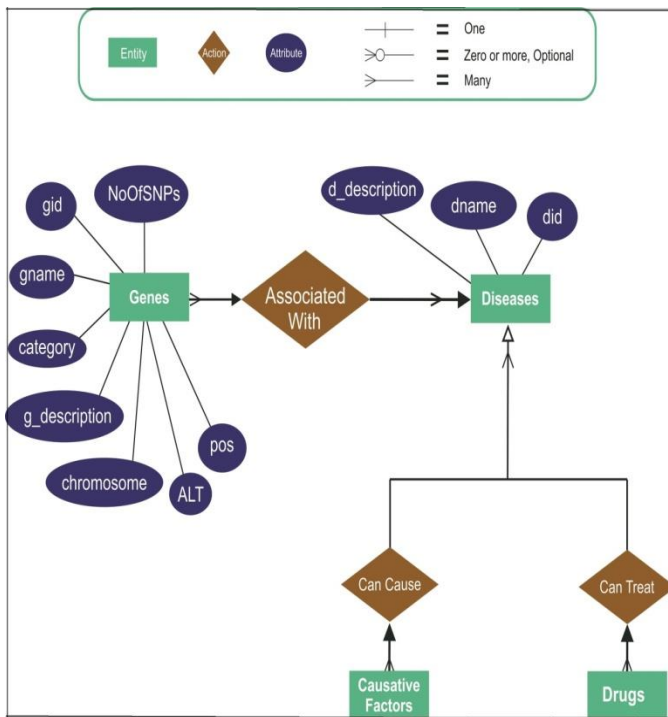 Entity
Action
Attribute
= One
= Zero or more, Optional
= Many
NoOfSNPs
gid
gname
category
g_description
chromosome
ALT
pos
Genes
Associated
With
d_description
dname
did
Diseases
Can Cause
Can Treat
Causative
Factors
Drugs